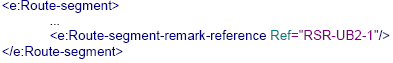 <e:Route-segment>
...
<e:Route-segment-remark-reference Ref="RSR-UB2-1"/>
</e:Route-segment>